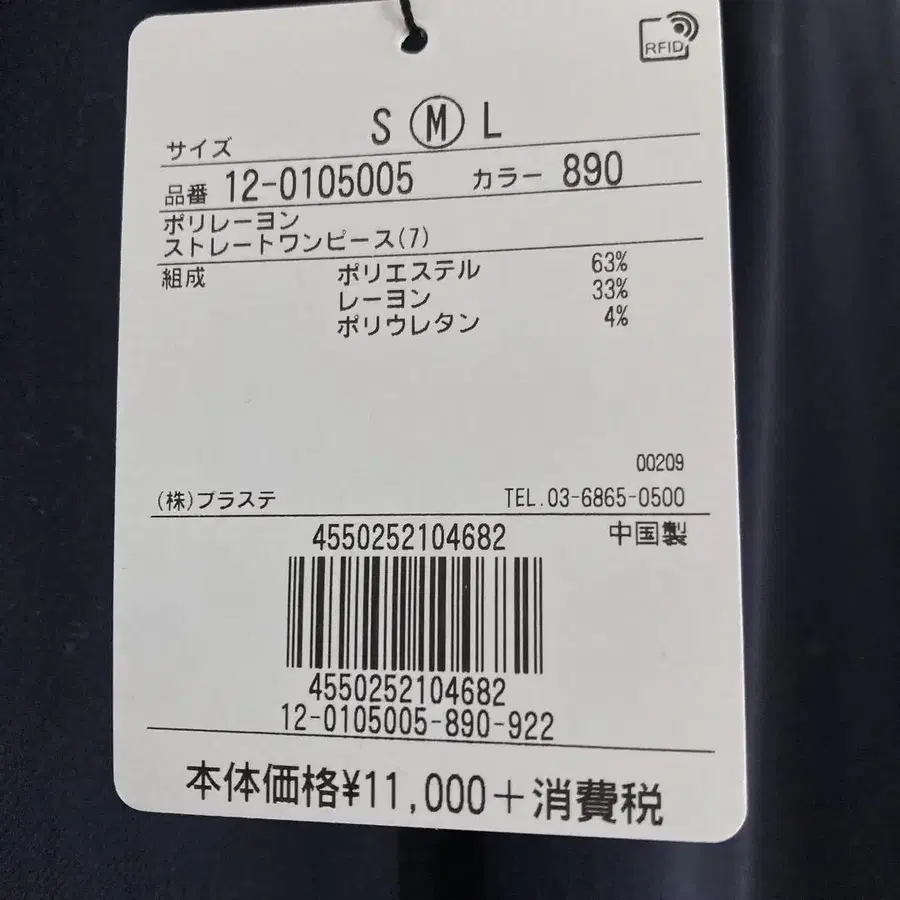 RFID
サイズ S M L
品番 12-0105005 カラー 890
ポリレーヨン
ストレートワンピース(7)
組成 ポリエステル 63%
レーヨン 33%
ポリウレタン 4%
00209
(株)プラステ TEL.03-6865-0500
4550252104682 中国製
4550252104682
12-0105005-890-922
本体価格¥11,000+消費税